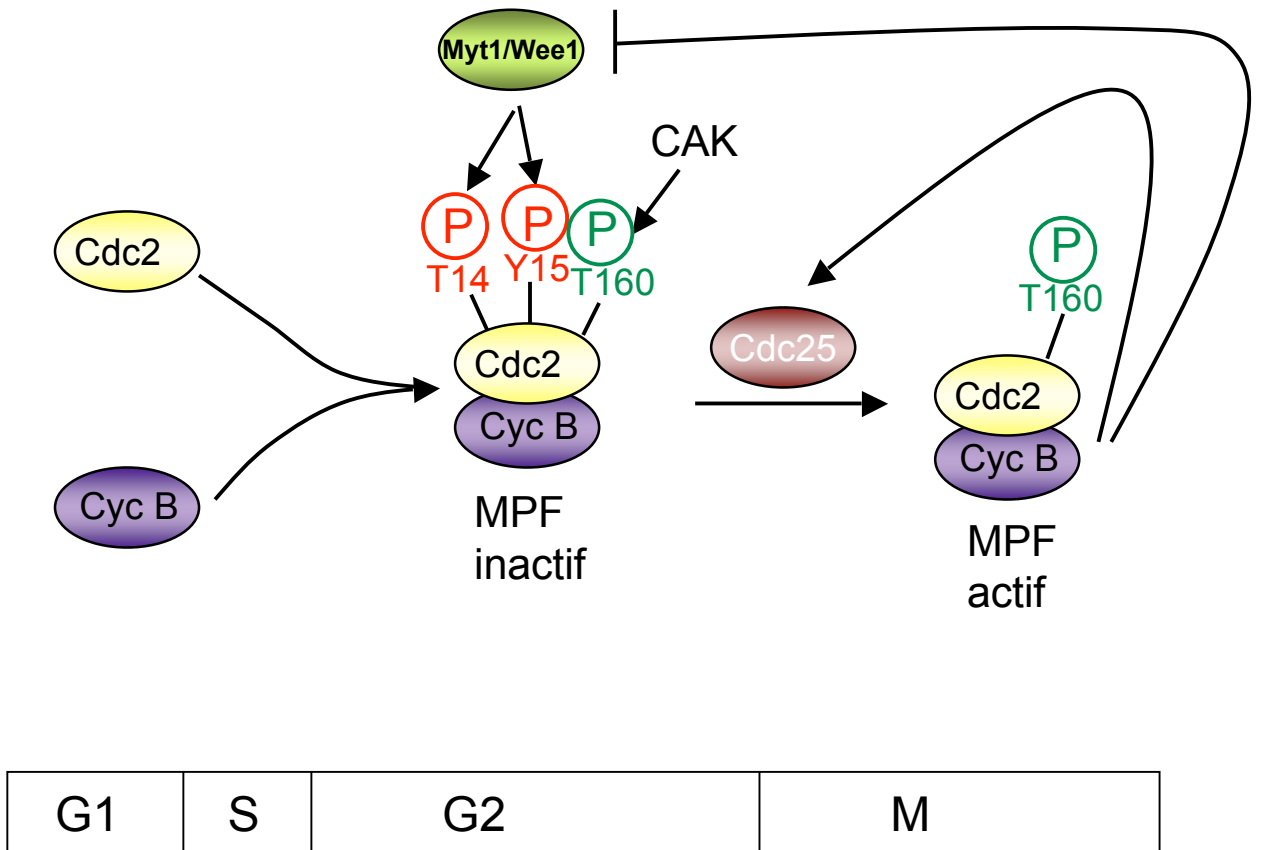 Myt1/Wee1
CAK
P P P
T14 Y15 T160
Cdc2
Cdc2
Cyc B
Cyc B
MPF
inactif
Cdc25
P
T160
Cdc2
Cyc B
MPF
actif
G1 S G2 M